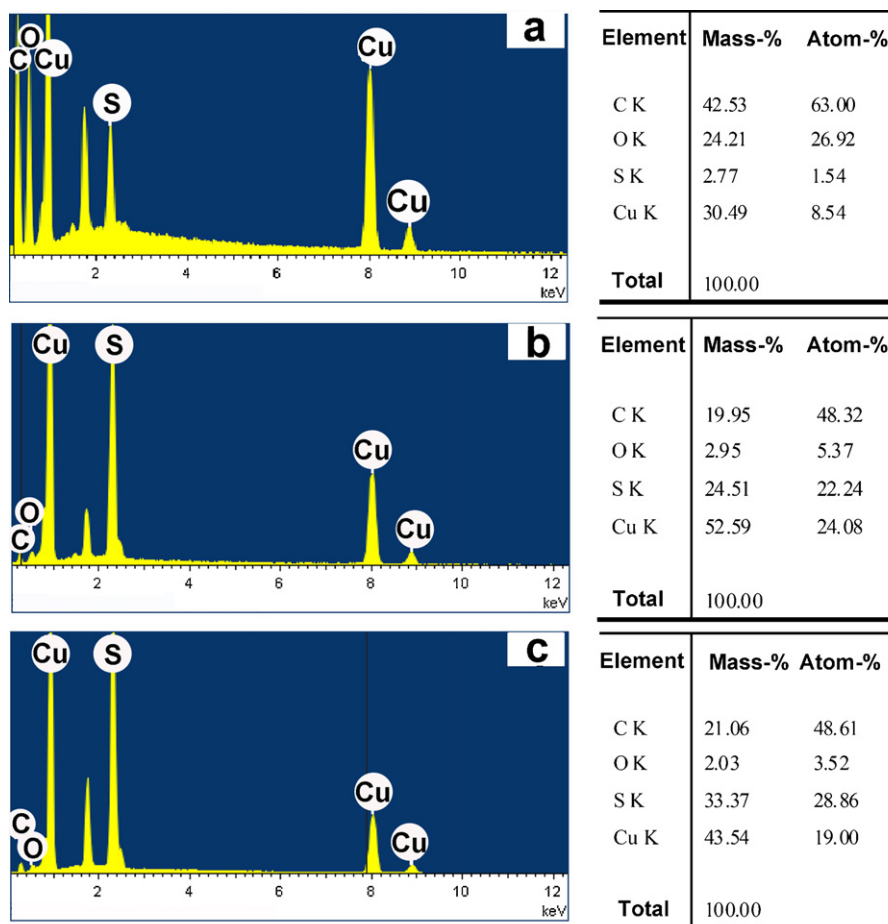 a
O
C Cu
S
Cu
Cu
2 4 6 8 10 12
keV
Element Mass-% Atom-%
C K 42.53 63.00
O K 24.21 26.92
S K 2.77 1.54
Cu K 30.49 8.54
Total 100.00
b
Cu S
O
C
Cu
Cu
2 4 6 8 10 12
keV
Element Mass-% Atom-%
C K 19.95 48.32
O K 2.95 5.37
S K 24.51 22.24
Cu K 52.59 24.08
Total 100.00
c
Cu S
C
O
Cu
Cu
2 4 6 8 10 12
keV
Element Mass-% Atom-%
C K 21.06 48.61
O K 2.03 3.52
S K 33.37 28.86
Cu K 43.54 19.00
Total 100.00